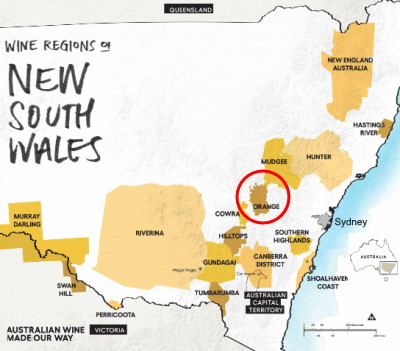 QUEENSLAND
WINE REGIONS OF
NEW
SOUTH
WALES
NEW ENGLAND
AUSTRALIA
HASTINGS
RIVER
HUNTER
MUDGEE
ORANGE
COWRA
Sydney
MURRAY
DARLING
RIVERINA
HILLTOPS
SOUTHERN
HIGHLANDS
GUNDAGAI
CANBERRA
DISTRICT
SHOALHAVEN
COAST
AUSTRALIA
SWAN
HILL
TUMBARUMBA
AUSTRALIAN
CAPITAL
TERRITORY
PERRICOOTA
VICTORIA
AUSTRALIAN WINE
MADE OUR WAY